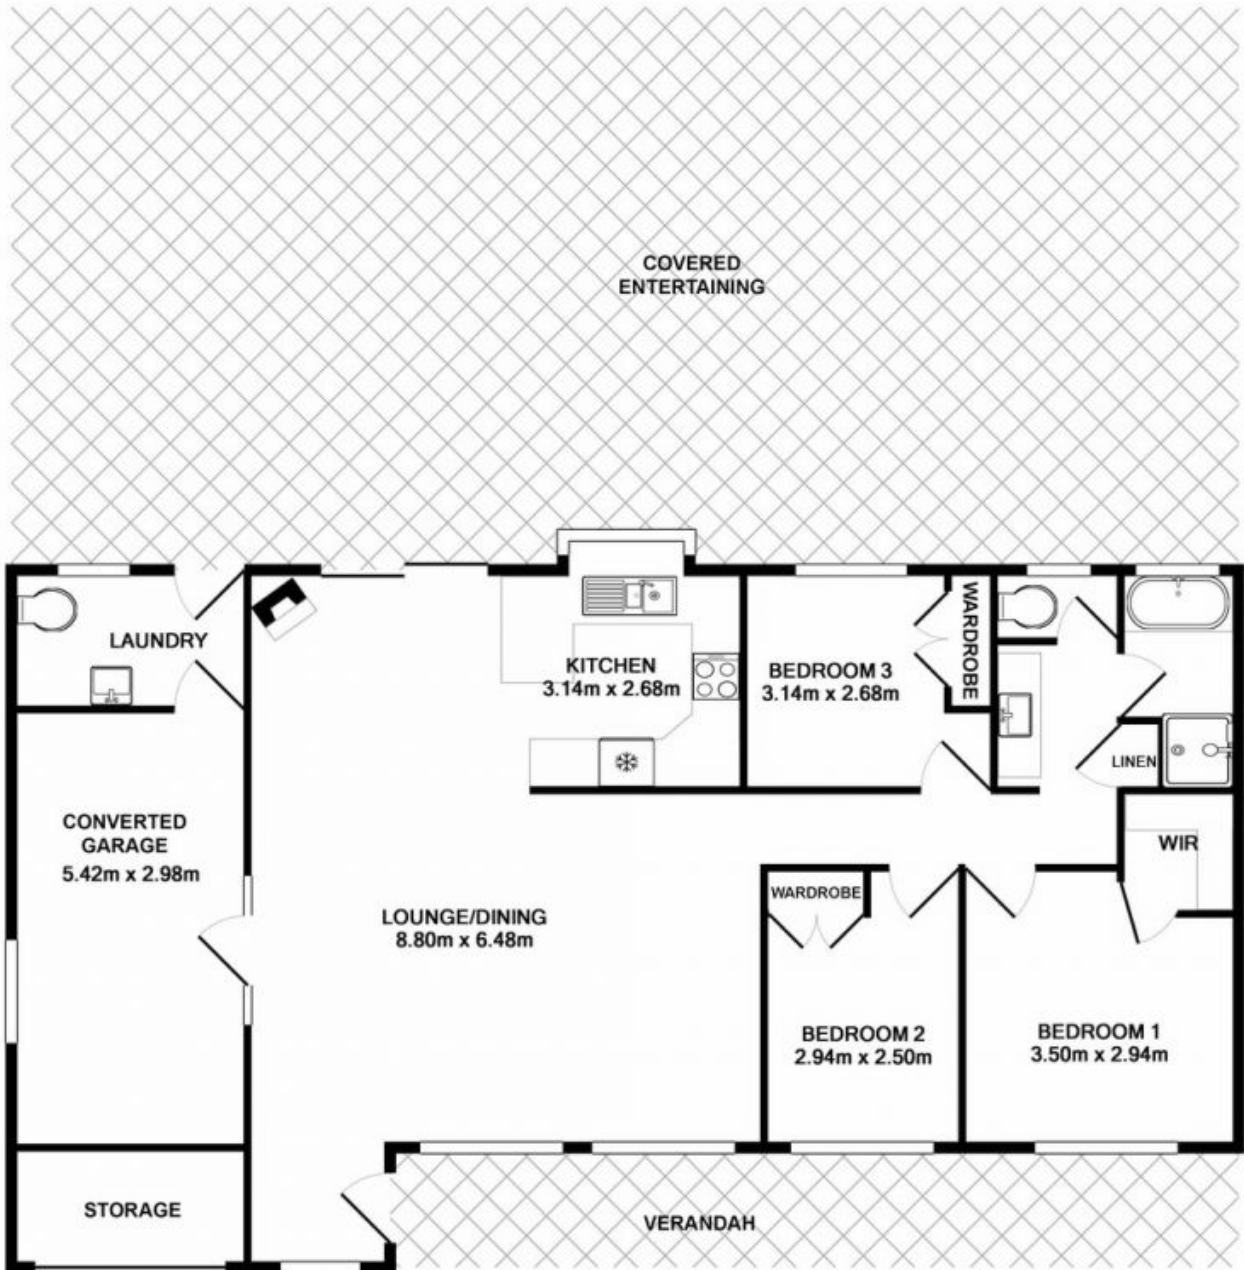 COVERED
ENTERTAINING
LAUNDRY
KITCHEN
3.14m x 2.68m
BEDROOM 3
3.14m x 2.68m
WARDROBE
LINEN
CONVERTED
GARAGE
5.42m x 2.98m
WIR
WARDROBE
LOUNGE/DINING
8.80m x 6.48m
BEDROOM 2
2.94m x 2.50m
BEDROOM 1
3.50m x 2.94m
STORAGE
VERANDAH